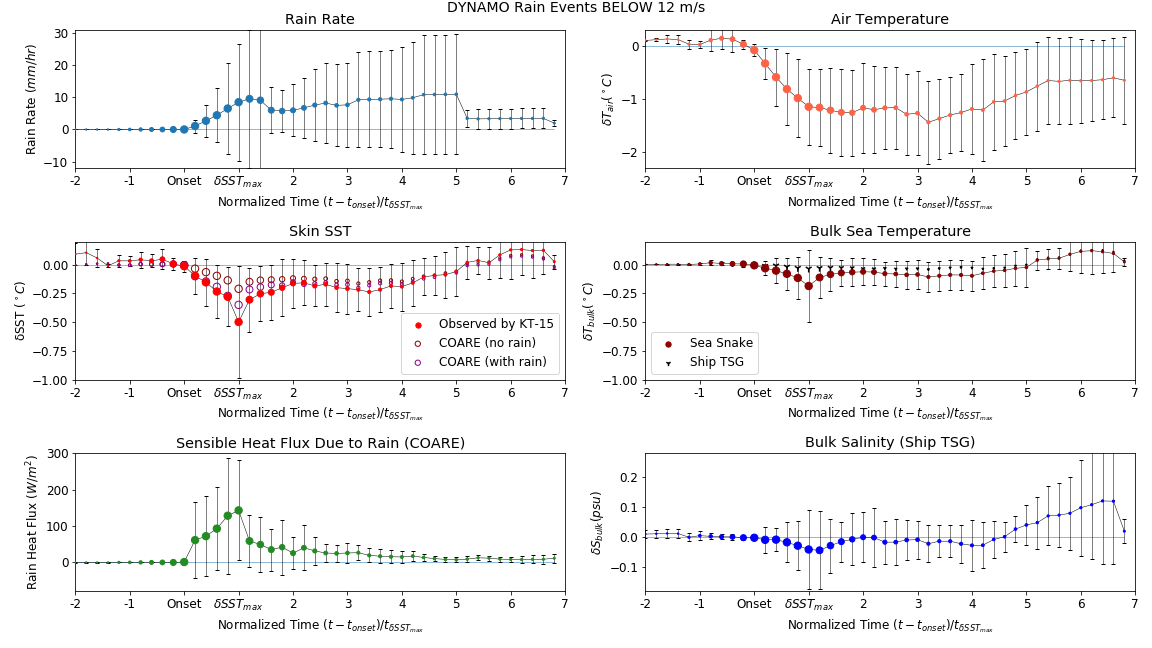 DYNAMO Rain Events BELOW 12 m/s
Rain Rate
Rain Rate (mm/hr)
30
20
10
0
−10
-2 -1 Onset δSST_max 2 3 4 5 6 7
Normalized Time (t − t_onset)/t_δSST_max
Air Temperature
δT_air(°C)
0
−1
−2
-2 -1 Onset δSST_max 2 3 4 5 6 7
Normalized Time (t − t_onset)/t_δSST_max
Skin SST
δSST (°C)
0.00
−0.25
−0.50
−0.75
−1.00
Observed by KT-15
COARE (no rain)
COARE (with rain)
-2 -1 Onset δSST_max 2 3 4 5 6 7
Normalized Time (t − t_onset)/t_δSST_max
Bulk Sea Temperature
δT_bulk(°C)
0.00
−0.25
−0.50
−0.75
−1.00
Sea Snake
Ship TSG
-2 -1 Onset δSST_max 2 3 4 5 6 7
Normalized Time (t − t_onset)/t_δSST_max
Sensible Heat Flux Due to Rain (COARE)
Rain Heat Flux (W/m²)
300
200
100
0
-2 -1 Onset δSST_max 2 3 4 5 6 7
Normalized Time (t − t_onset)/t_δSST_max
Bulk Salinity (Ship TSG)
δS_bulk(psu)
0.2
0.1
0.0
−0.1
-2 -1 Onset δSST_max 2 3 4 5 6 7
Normalized Time (t − t_onset)/t_δSST_max